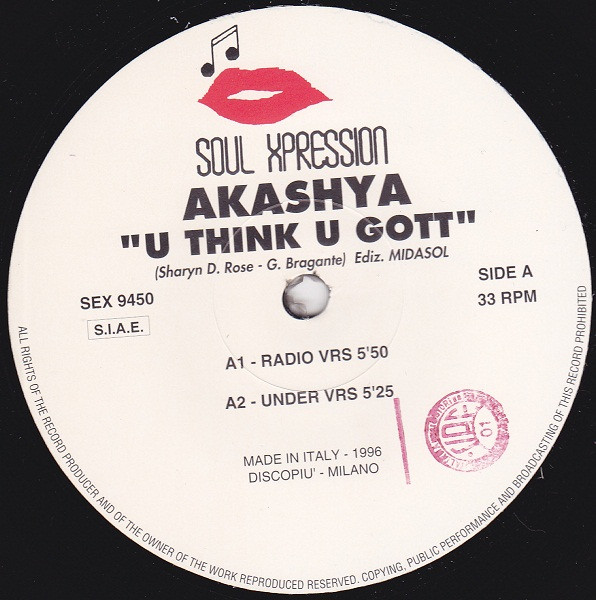 SOUL XPRESSION
AKASHYA
"U THINK U GOTT"
(Sharyn D. Rose - G. Bragante) Ediz. MIDASOL
SEX 9450
S.I.A.E.
SIDE A
33 RPM
A1 - RADIO VRS 5'50
A2 - UNDER VRS 5'25
MADE IN ITALY - 1996
DISCOPIU' - MILANO
01
ALL RIGHTS OF THE RECORD PRODUCER AND OF THE OWNER OF THE WORK REPRODUCED RESERVED. COPYING, PUBLIC PERFORMANCE AND BROADCASTING OF THIS RECORD PROHIBITED